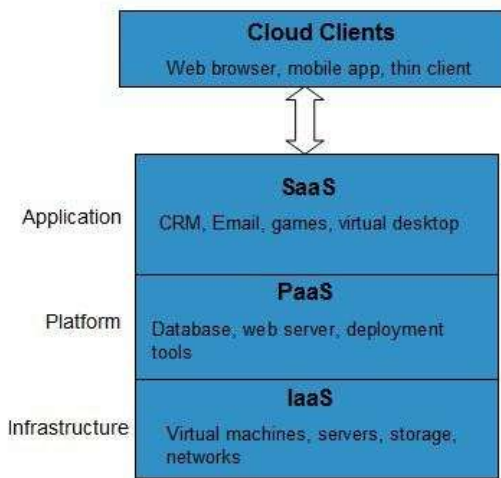 Cloud Clients
Web browser, mobile app, thin client
SaaS
Application
CRM, Email, games, virtual desktop
PaaS
Platform
Database, web server, deployment
tools
IaaS
Infrastructure
Virtual machines, servers, storage,
networks